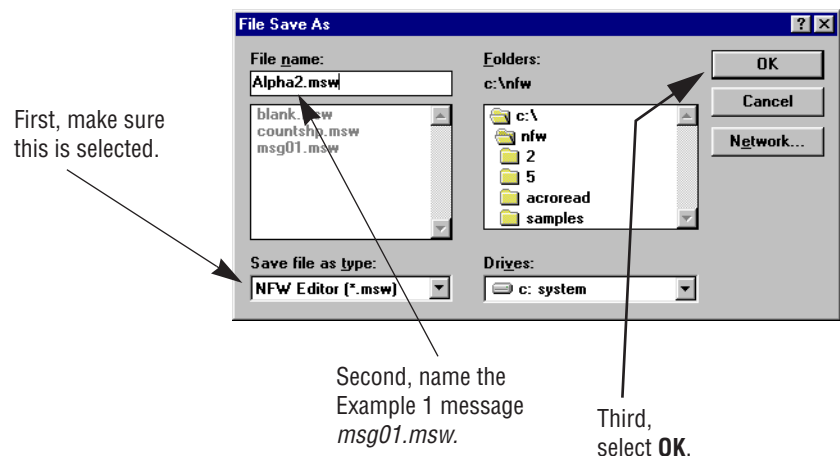 File Save As
File name:
Alpha2.msw
blank.msw
countshp.msw
msg01.msw
Save file as type:
NFW Editor (*.msw)
Folders:
c:\nfw
c:\
nfw
2
5
acroread
samples
Drives:
c: system
OK
Cancel
Network...
First, make sure
this is selected.
Second, name the
Example 1 message
msg01.msw.
Third,
select OK.